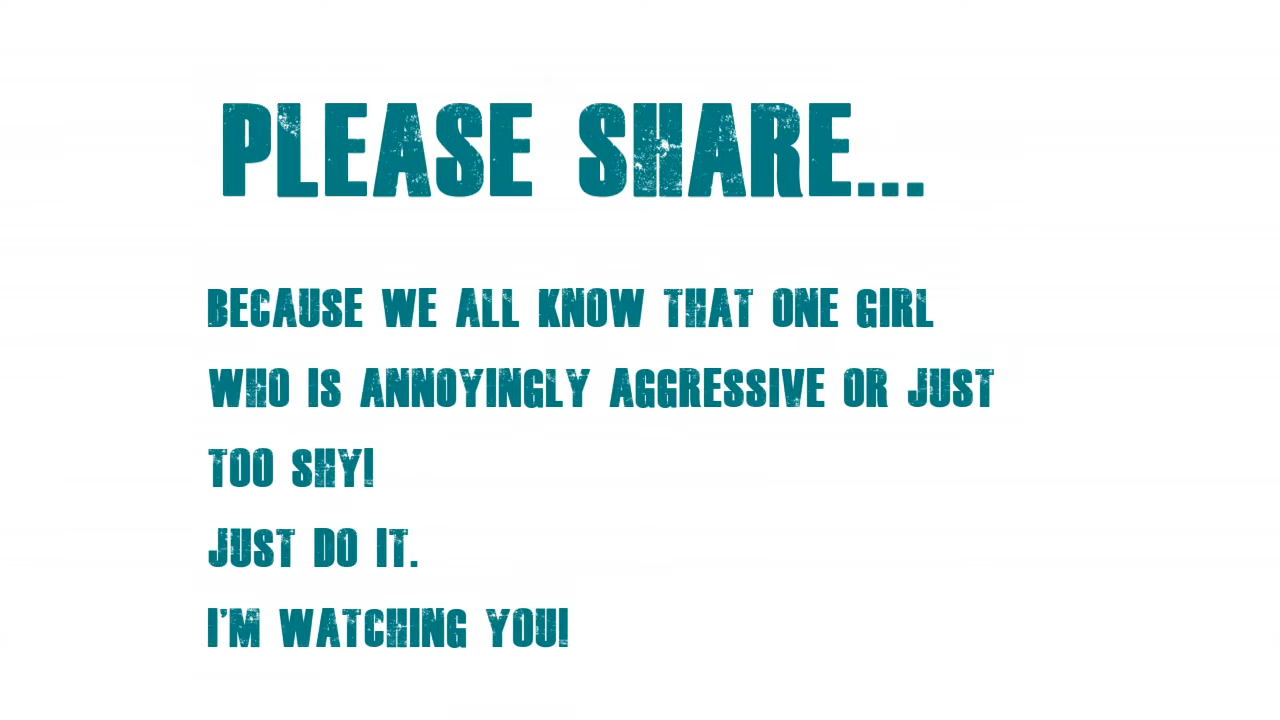 PLEASE SHARE...
BECAUSE WE ALL KNOW THAT ONE GIRL
WHO IS ANNOYINGLY AGGRESSIVE OR JUST
TOO SHY!
JUST DO IT.
I'M WATCHING YOU!